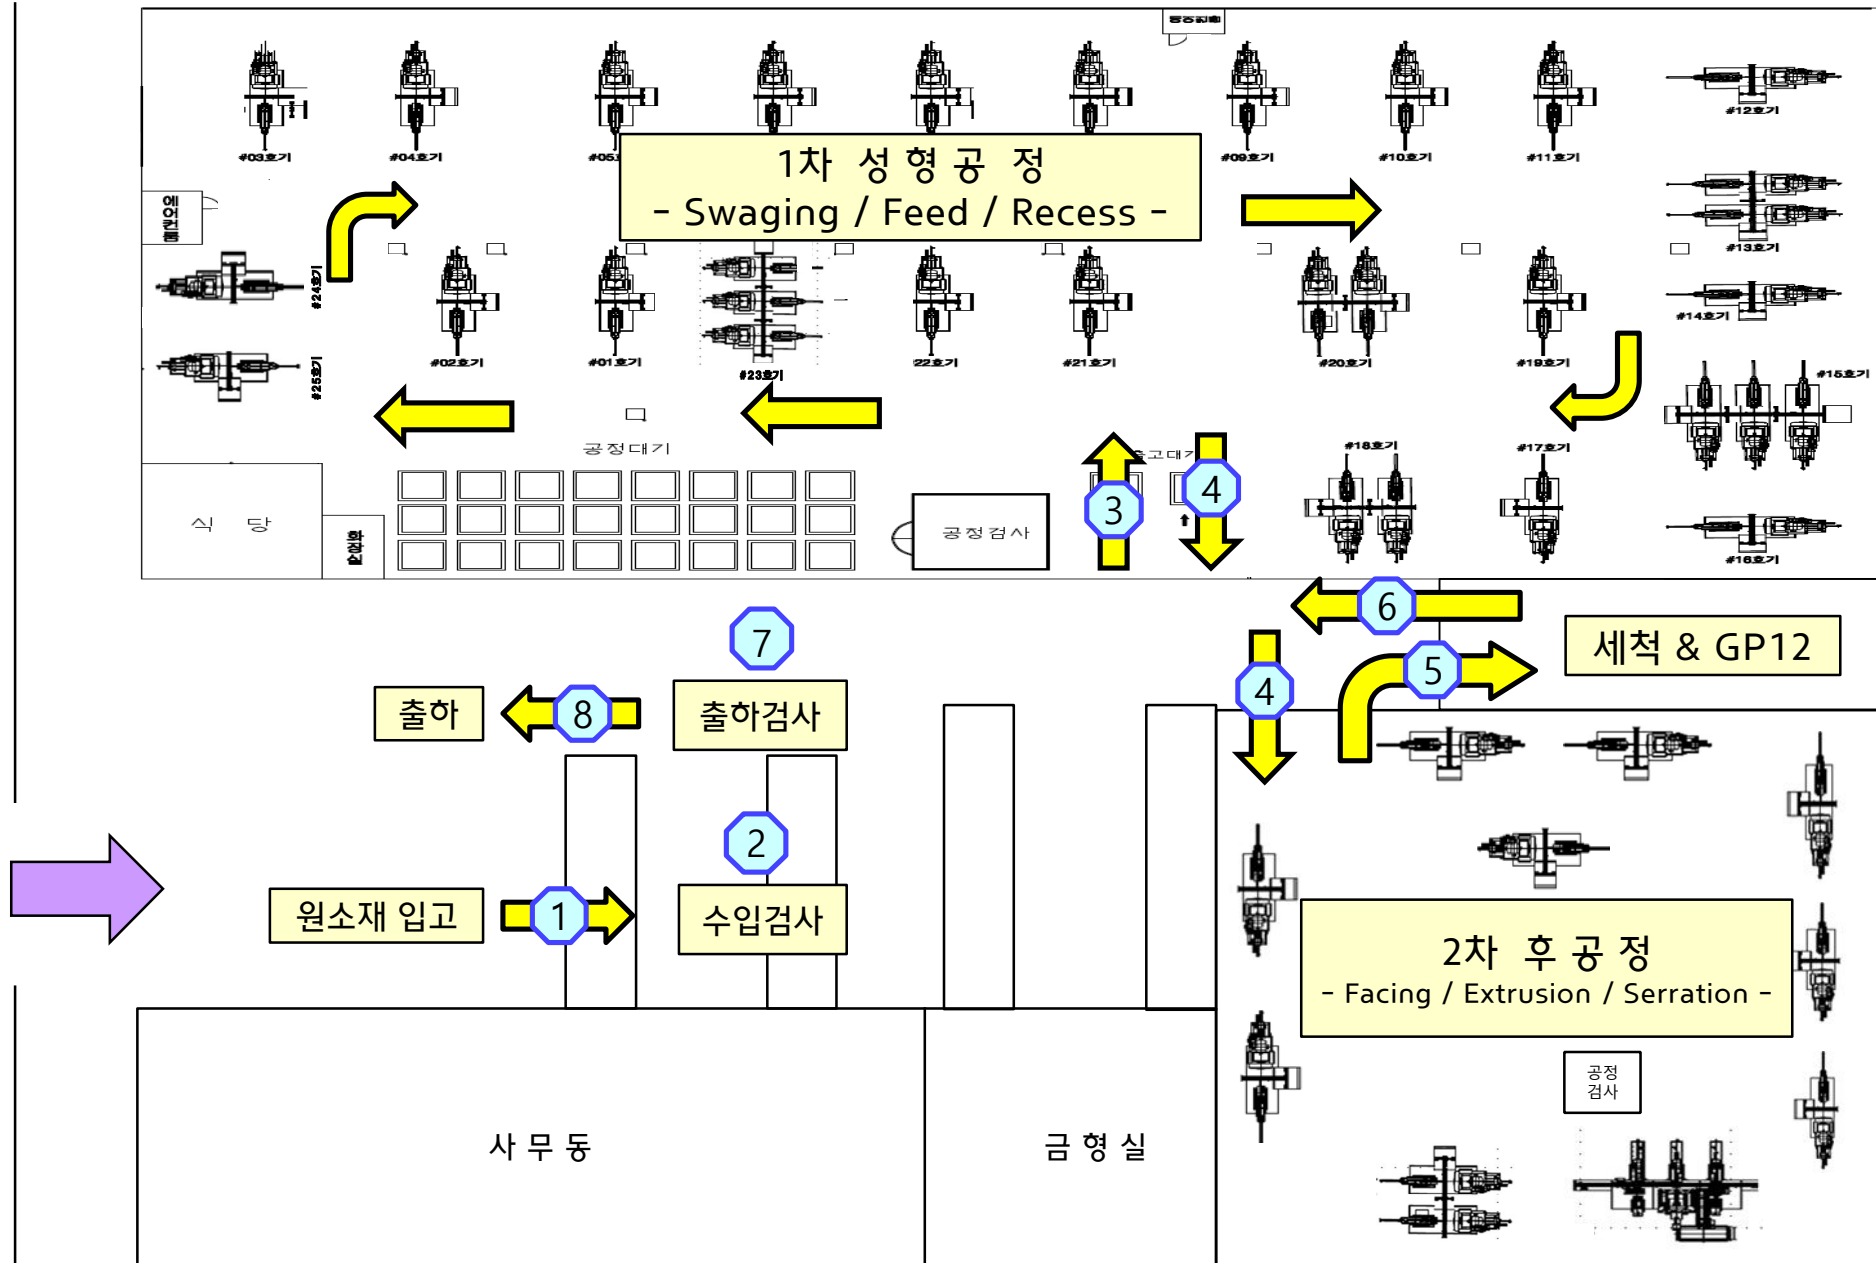 #03호기
#04호기
#05
#09호기
#10호기
#11호기
#12호기
1차 성 형 공 정
- Swaging / Feed / Recess -
에어컨룸
#24호기
#25호기
#13호기
#14호기
#02호기
#01호기
#23호기
22호기
#21호기
#20호기
#19호기
#15호기
공정대기
#18호기
#17호기
#16호기
3
4
식 당
화장실
공정검사
6
세척 & GP12
5
4
7
출하
8
출하검사
2
원소재 입고
1
수입검사
2차 후 공 정
- Facing / Extrusion / Serration -
공정
검사
사 무 동
금 형 실